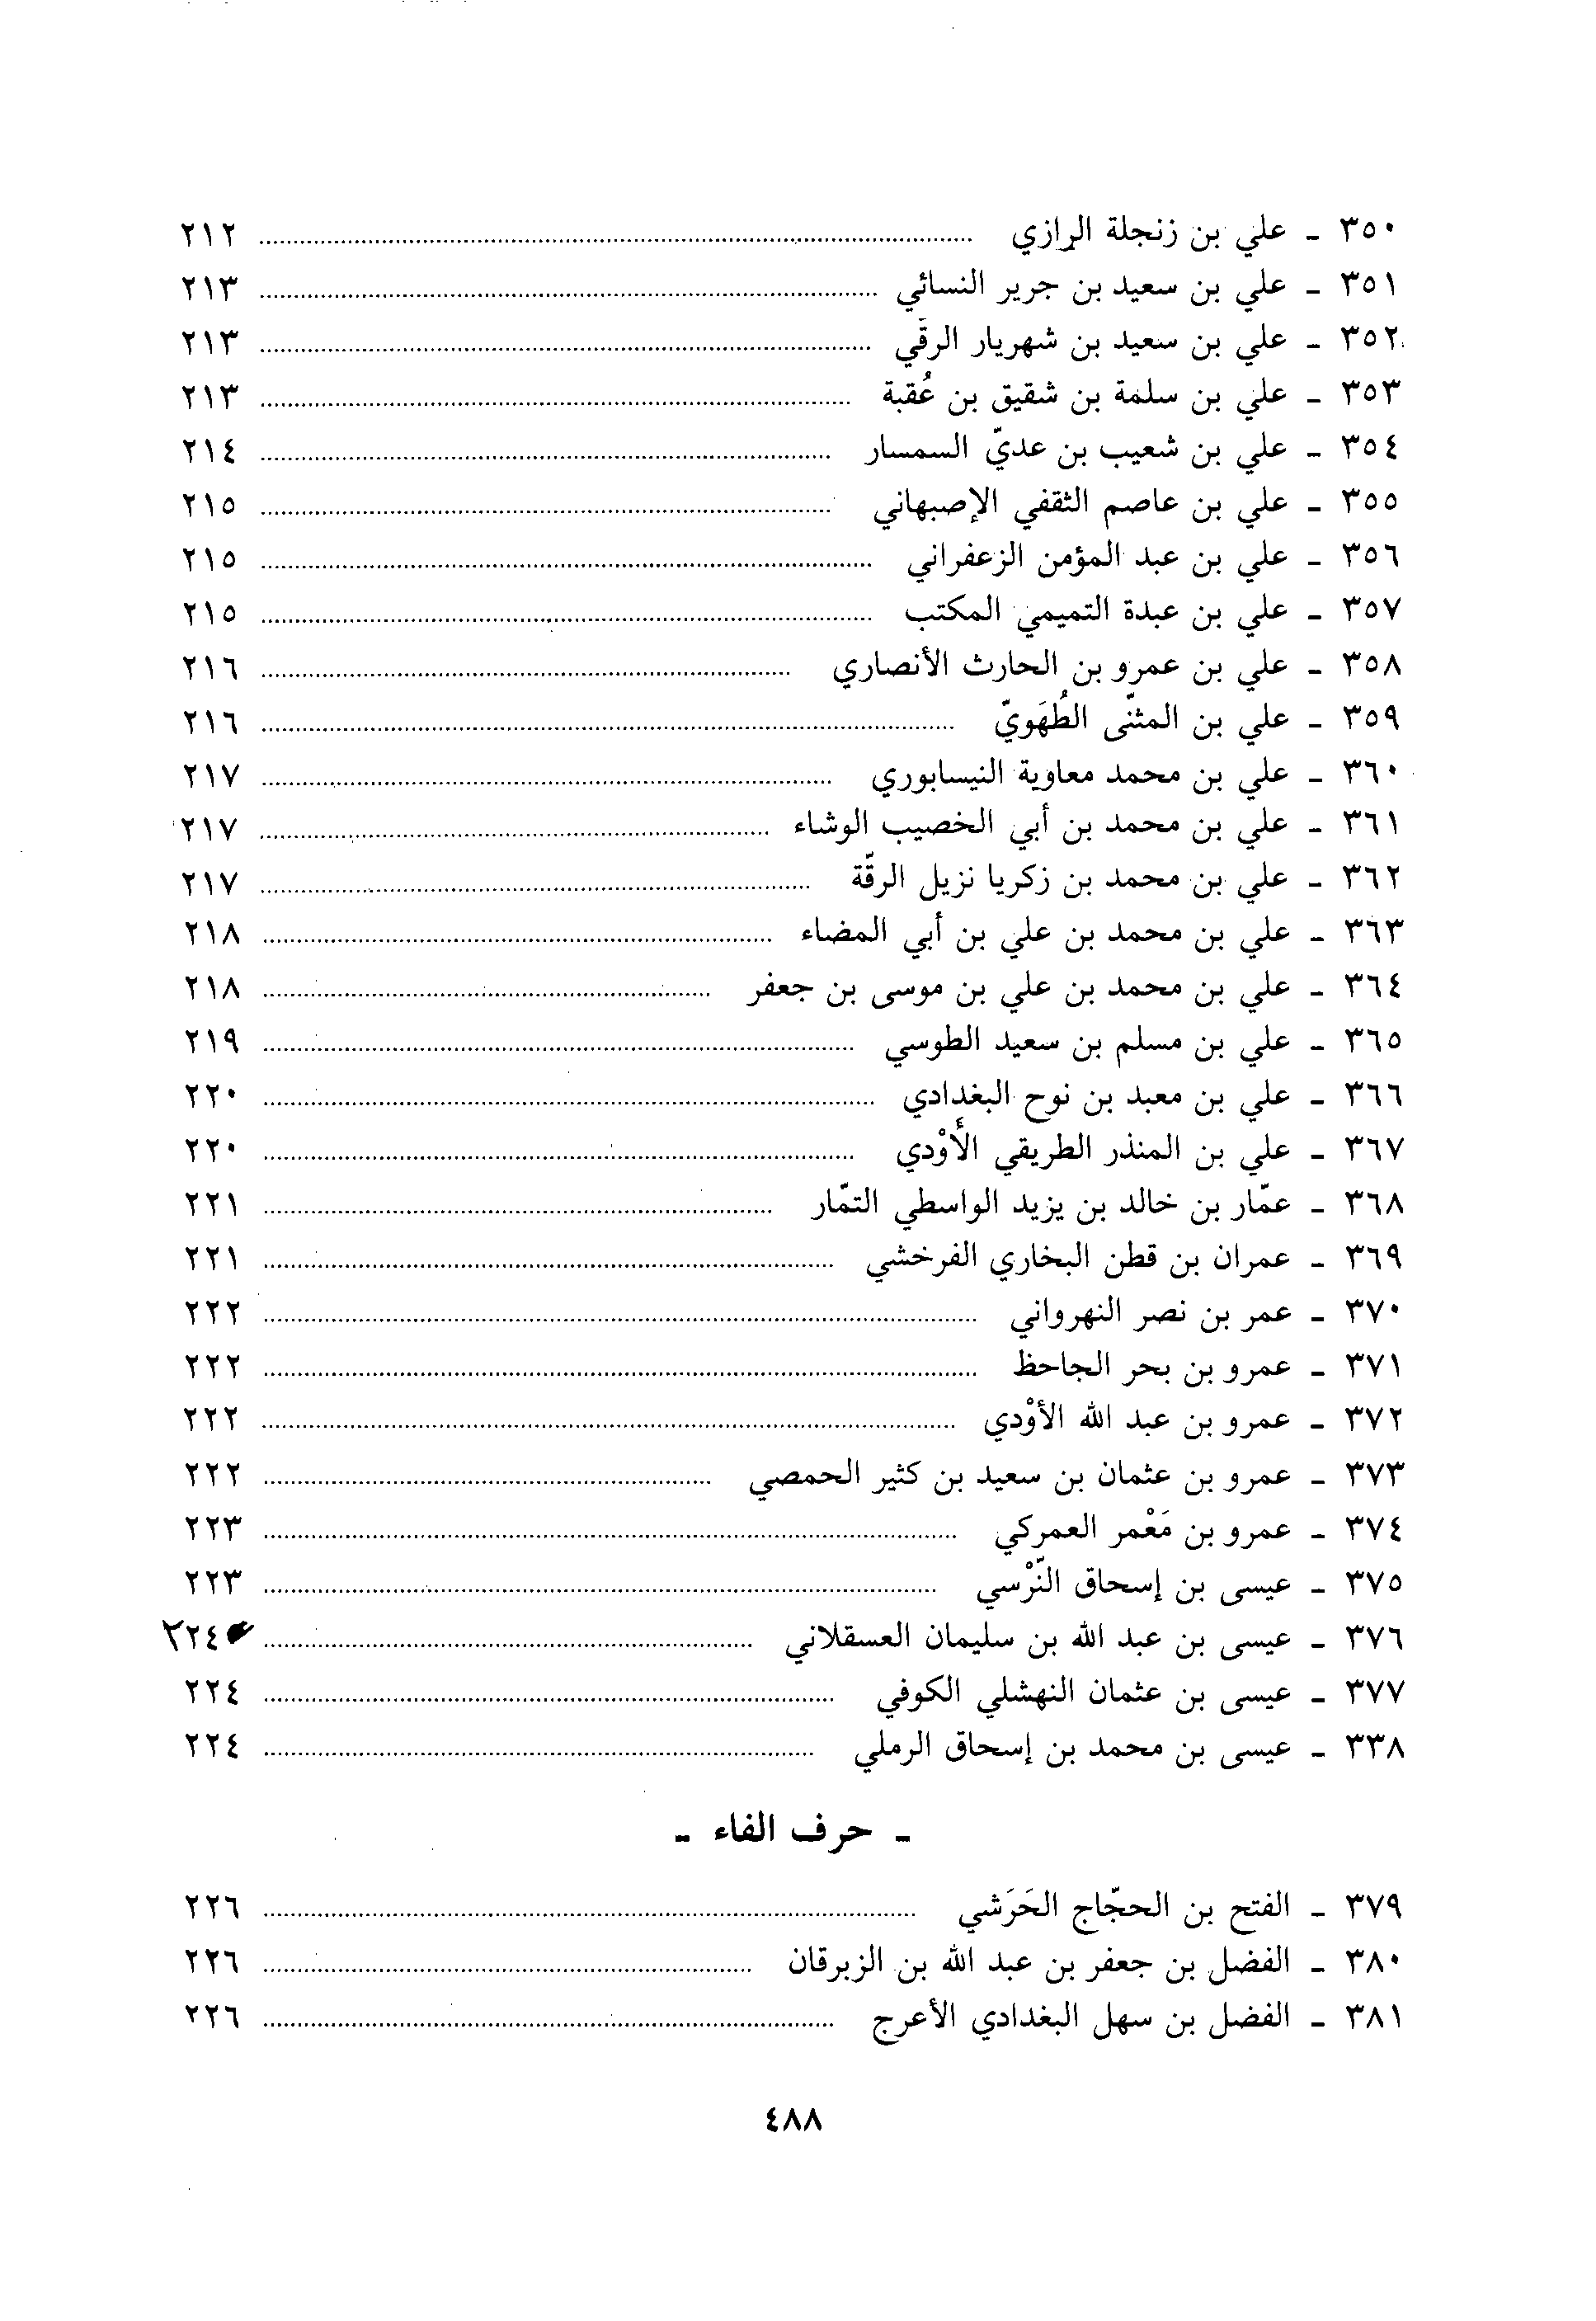 ٣٥٠ - علي بن زنجلة الرازي ........ ٢١٢
٣٥١ - علي بن سعيد بن جرير النسائي ........ ٢١٣
٣٥٢ - علي بن سعيد بن شهريار الرقَي ........ ٢١٣
٣٥٣ - علي بن سلمة بن شقيق بن عُقبة ........ ٢١٣
٣٥٤ - علي بن شعيب بن عديّ السمسار ........ ٢١٤
٣٥٥ - علي بن عاصم الثقفي الإصبهاني ........ ٢١٥
٣٥٦ - علي بن عبد المؤمن الزعفراني ........ ٢١٥
٣٥٧ - علي بن عبدة التميمي المكتب ........ ٢١٥
٣٥٨ - علي بن عمرو بن الحارث الأنصاري ........ ٢١٦
٣٥٩ - علي بن المثنّى الطُهَويّ ........ ٢١٦
٣٦٠ - علي بن محمد معاوية النيسابوري ........ ٢١٧
٣٦١ - علي بن محمد بن أبي الخصيب الوشاء ........ ٢١٧
٣٦٢ - علي بن محمد بن زكريا نزيل الرقّة ........ ٢١٧
٣٦٣ - علي بن محمد بن علي بن أبي المضاء ........ ٢١٨
٣٦٤ - علي بن محمد بن علي بن موسى بن جعفر ........ ٢١٨
٣٦٥ - علي بن مسلم بن سعيد الطوسي ........ ٢١٩
٣٦٦ - علي بن معبد بن نوح البغدادي ........ ٢٢٠
٣٦٧ - علي بن المنذر الطريقي الأَوْدي ........ ٢٢٠
٣٦٨ - عمّار بن خالد بن يزيد الواسطي التمّار ........ ٢٢١
٣٦٩ - عمران بن قطن البخاري الفرخشي ........ ٢٢١
٣٧٠ - عمر بن نصر النهرواني ........ ٢٢٢
٣٧١ - عمرو بن بحر الجاحظ ........ ٢٢٢
٣٧٢ - عمرو بن عبد الله الأوْدي ........ ٢٢٢
٣٧٣ - عمرو بن عثمان بن سعيد بن كثير الحمصي ........ ٢٢٢
٣٧٤ - عمرو بن مَعْمر العمركي ........ ٢٢٣
٣٧٥ - عيسى بن إسحاق النّرْسي ........ ٢٢٣
٣٧٦ - عيسى بن عبد الله بن سليمان العسقلاني ........ ٢٢٤
٣٧٧ - عيسى بن عثمان النهشلي الكوفي ........ ٢٢٤
٣٣٨ - عيسى بن محمد بن إسحاق الرملي ........ ٢٢٤
- حرف الفاء -
٣٧٩ - الفتح بن الحجّاج الحَرَشي ........ ٢٢٦
٣٨٠ - الفضل بن جعفر بن عبد الله بن الزبرقان ........ ٢٢٦
٣٨١ - الفضل بن سهل البغدادي الأعرج ........ ٢٢٦
٤٨٨